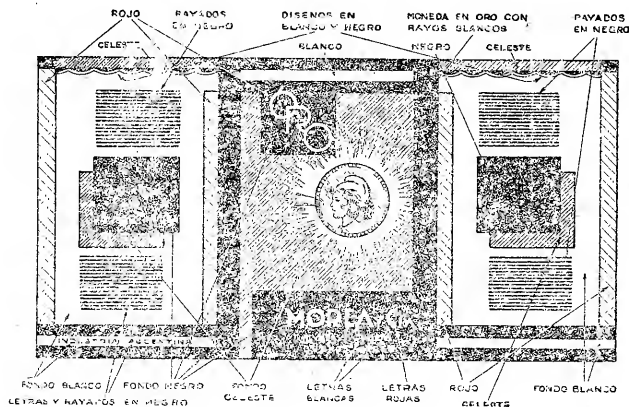 ROJO RAYADOS DISENOS EN MONEDA EN ORO CON RAYADOS
EN NEGRO BLANCO Y NEGRO RAYOS BLANCOS EN NEGRO
CELESTE BLANCO NEGRO CELESTE
ORO
INDUSTRIA ARGENTINA
FONDO BLANCO FONDO NEGRO FONDO LETRAS LETRAS ROJO FONDO BLANCO
LETRAS Y RAYADOS EN NEGRO CELESTE BLANCAS ROJAS CELESTE